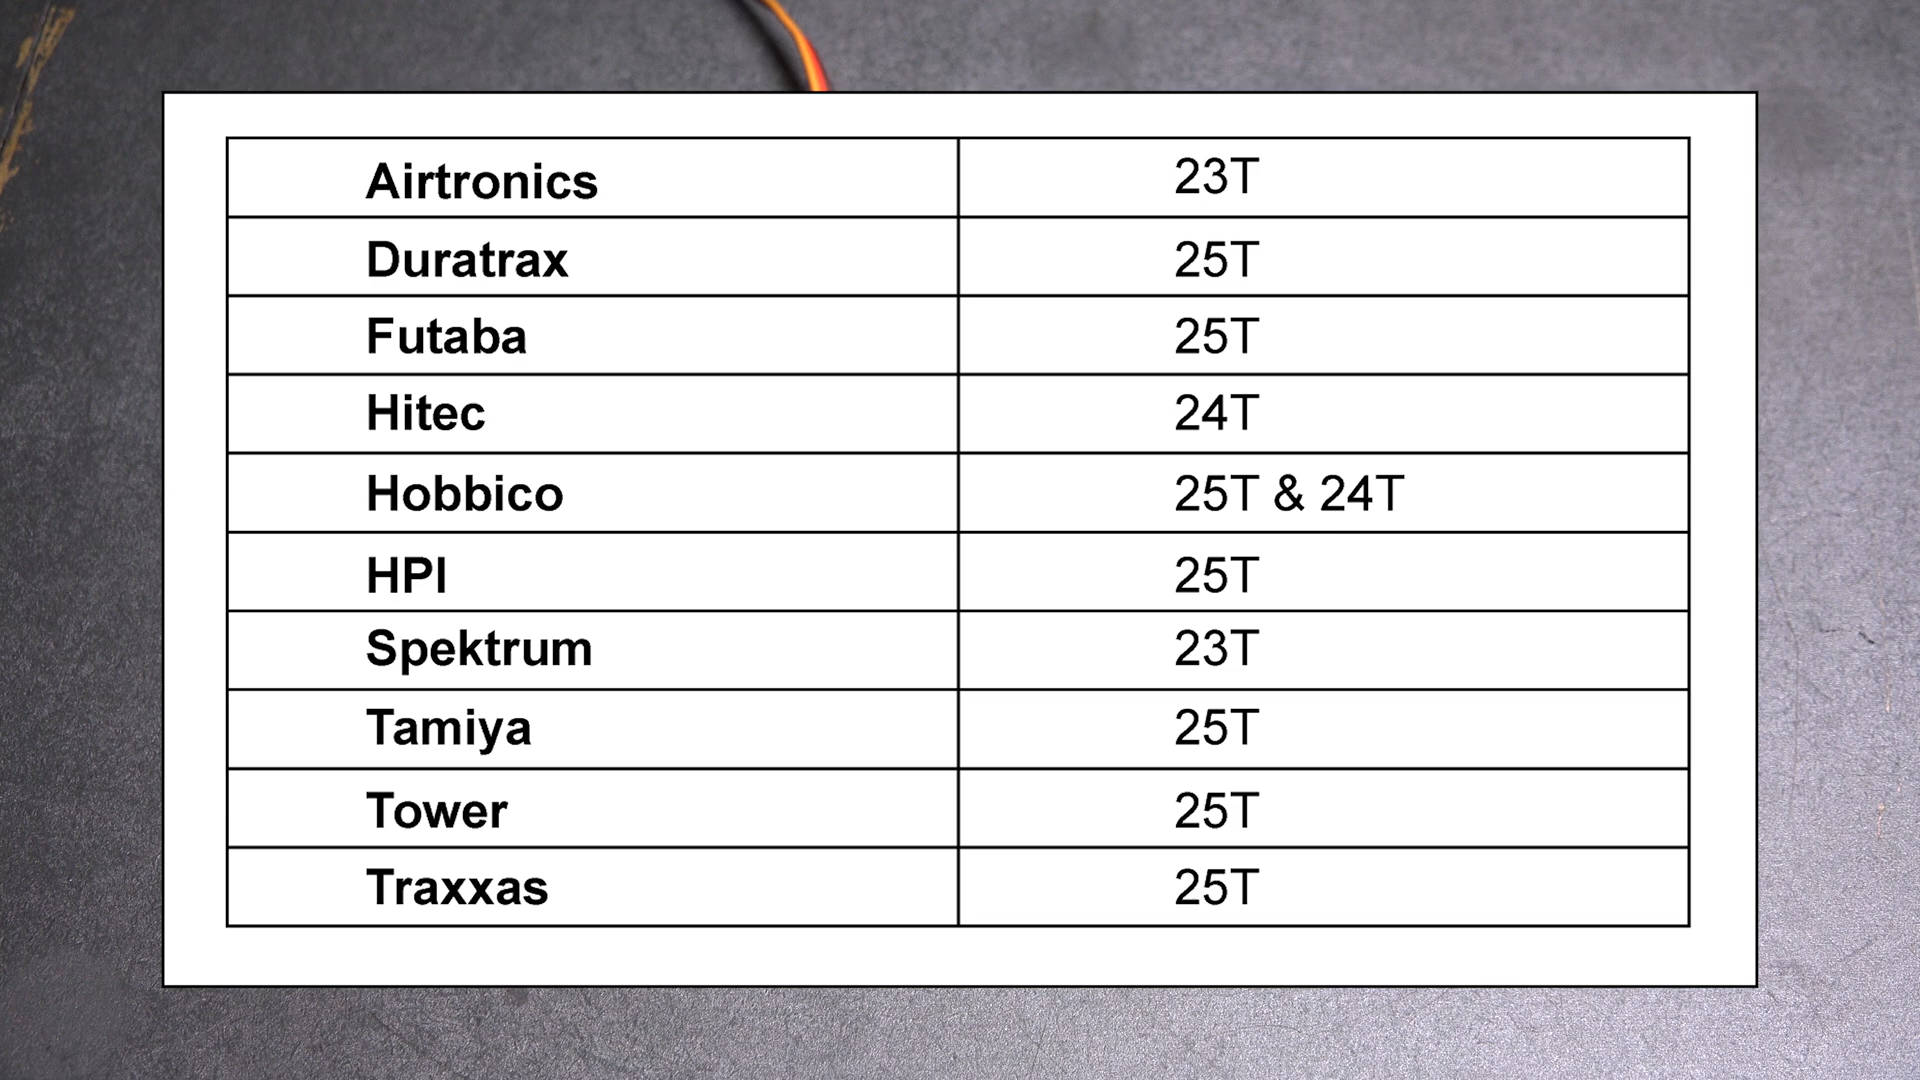 Airtronics 23T
Duratrax 25T
Futaba 25T
Hitec 24T
Hobbico 25T & 24T
HPI 25T
Spektrum 23T
Tamiya 25T
Tower 25T
Traxxas 25T